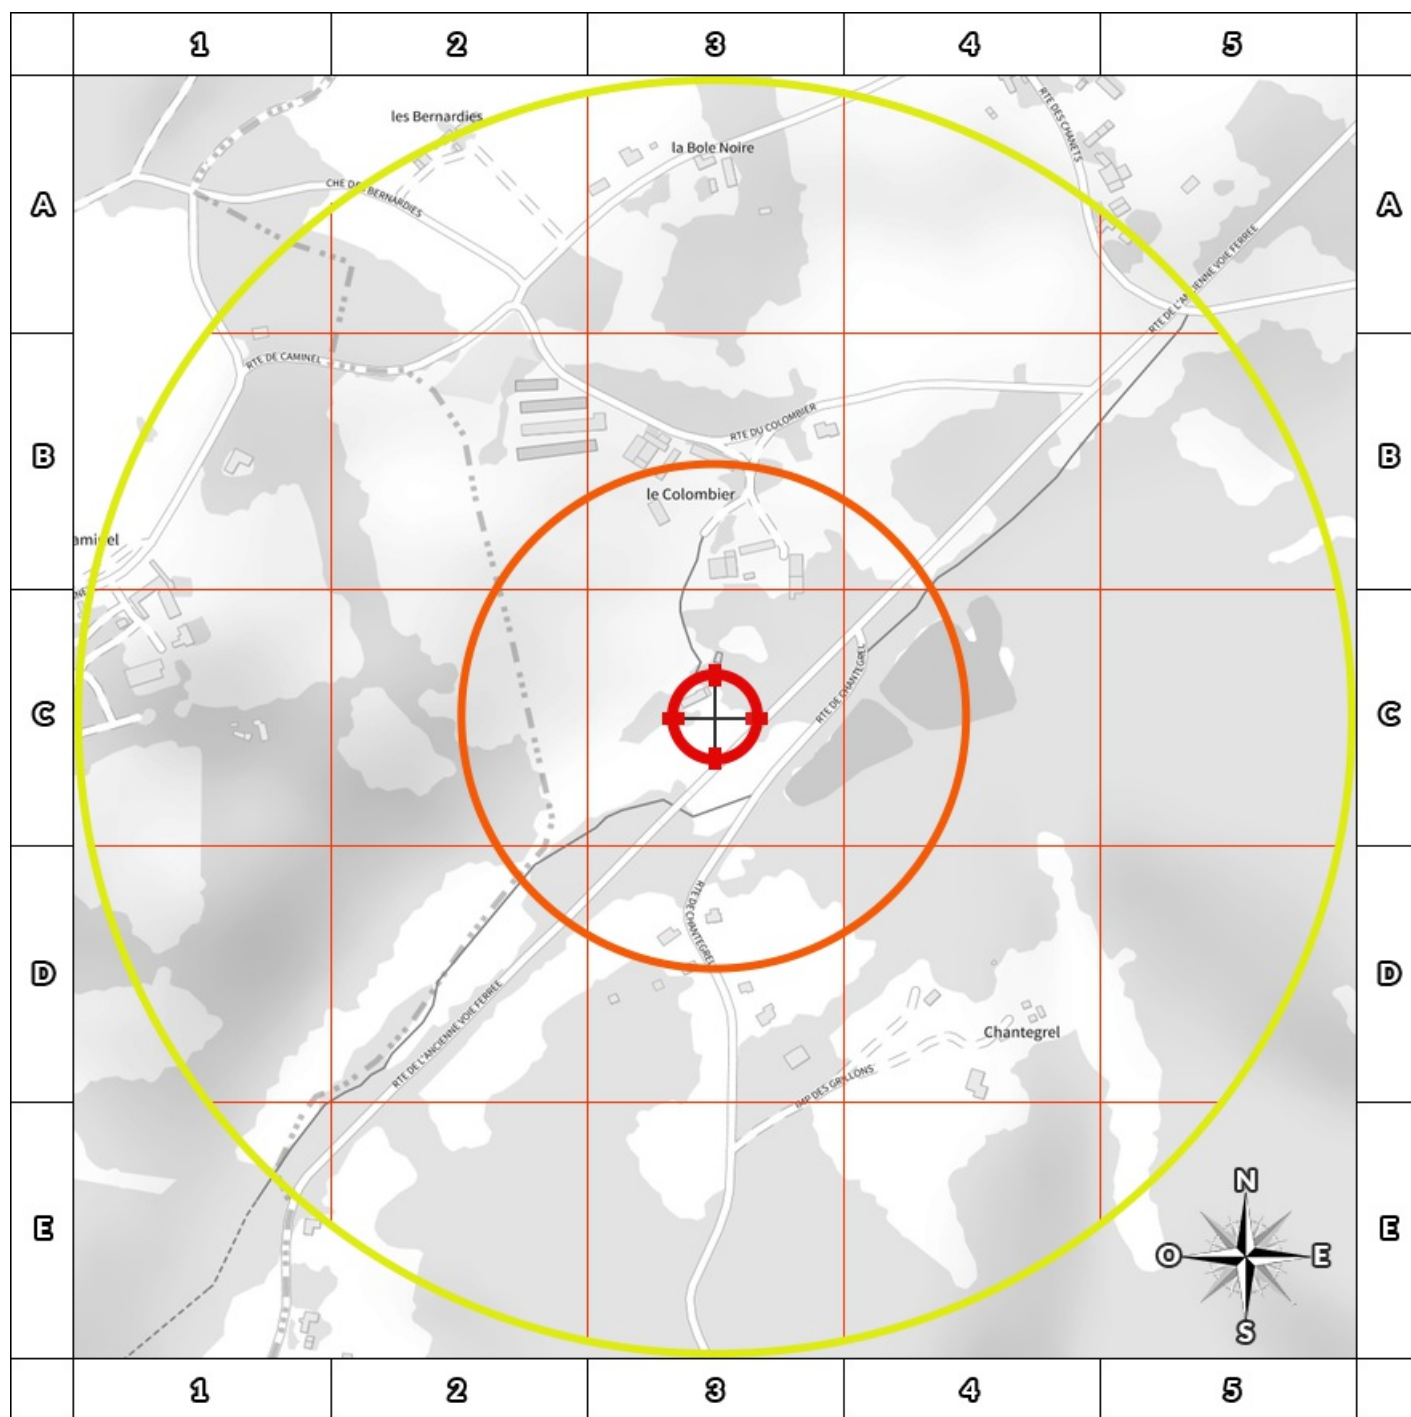 1 2 3 4 5
RTE DES CHANETS
les Bernardies
la Bole Noire
A
CHE DES BERNARDIES
A
RTE DE L'ANCIENNE VOIE FERREE
RTE DE CAMINEL
RTE DU COLOMBIER
B
B
le Colombier
aminel
NEL
RTE DE CHANTEGREL
C
C
RTE DE CHANTEGREL
D
D
RTE DE L'ANCIENNE VOIE FERREE
Chantegrel
IMP DES GRILLONS
N
E
O E
E
S
1 2 3 4 5